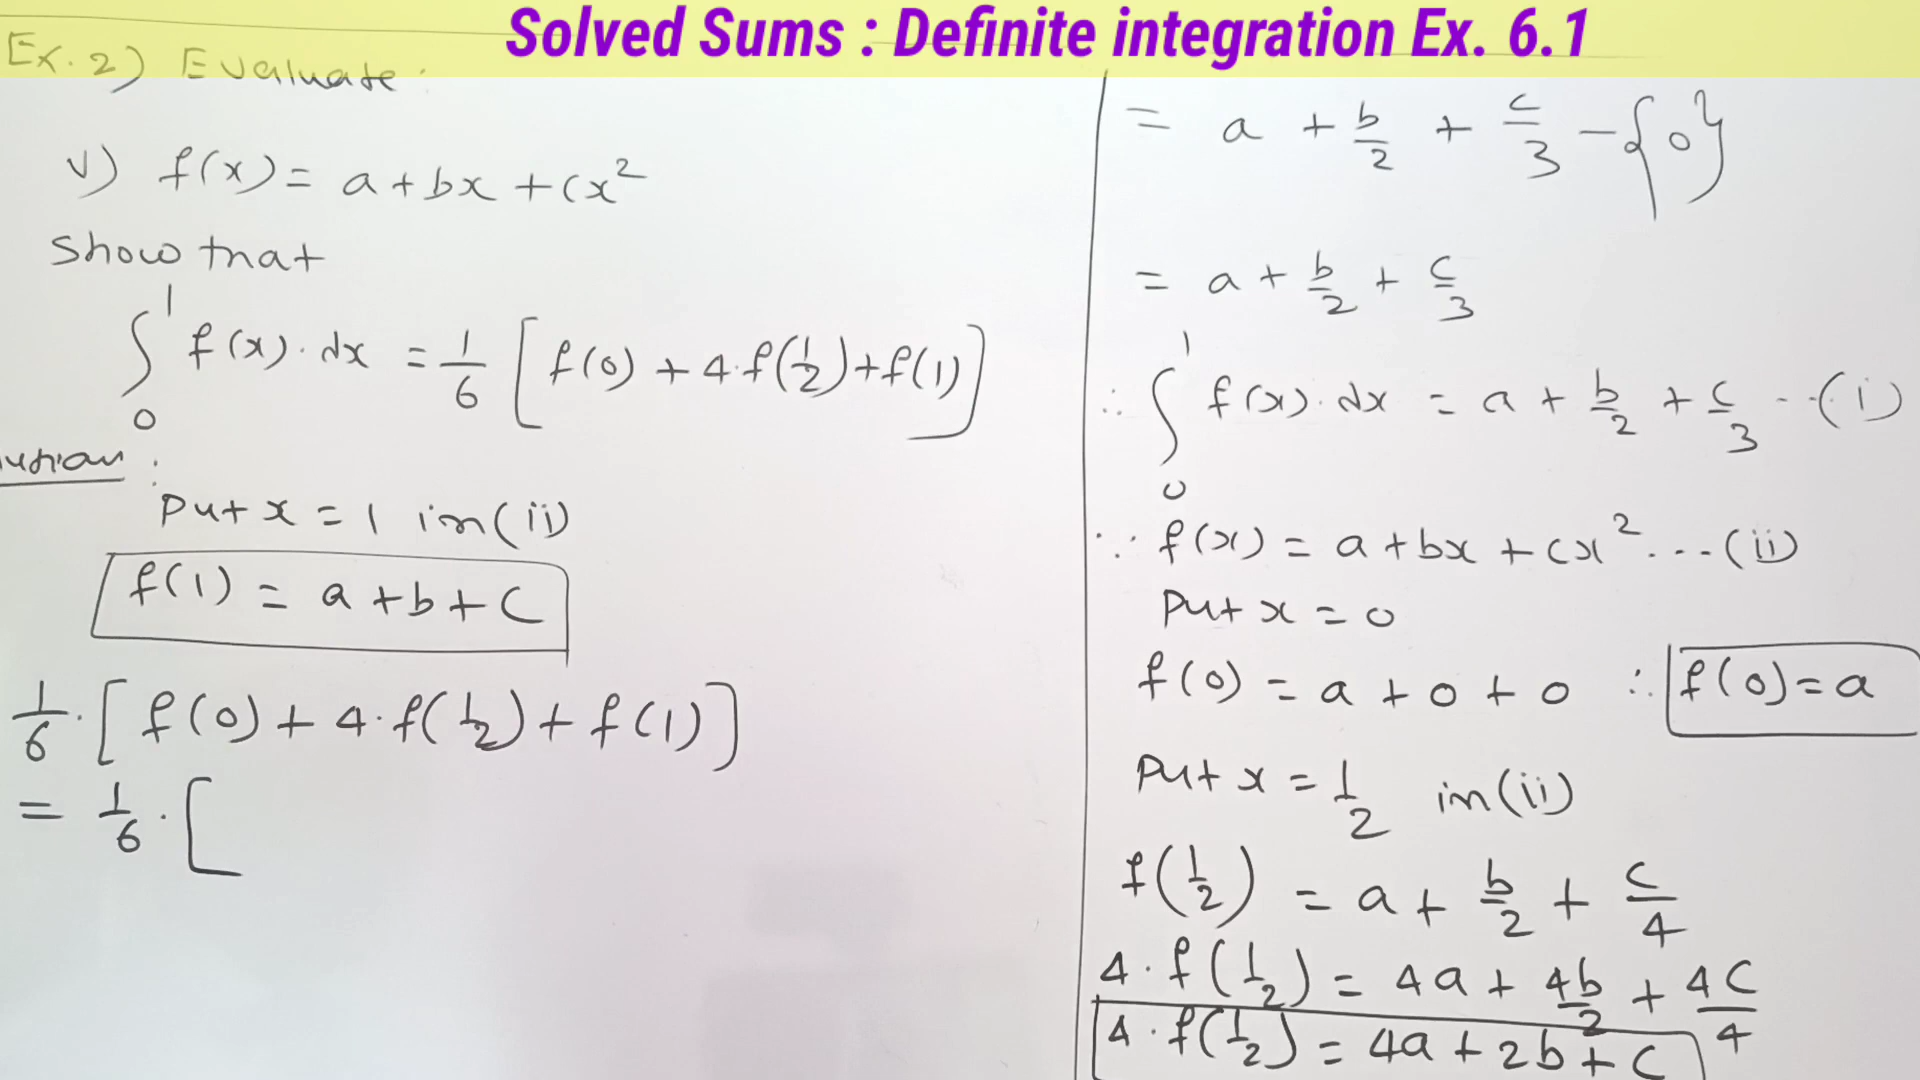 Solved Sums : Definite integration Ex. 6.1
Ex. 2) Evaluate :
v) f(x) = a + bx + cx²
Show that
∫₀¹ f(x) · dx = 1/6 [ f(0) + 4·f(1/2) + f(1) ]
Put x = 1 in (ii)
f(1) = a + b + c
1/6 · [ f(0) + 4·f(1/2) + f(1) ]
= 1/6 · [
= a + b/2 + c/3 - {0}
= a + b/2 + c/3
∴ ∫₀¹ f(x) · dx = a + b/2 + c/3 ... (i)
∵ f(x) = a + bx + cx² ... (ii)
Put x = 0
f(0) = a + 0 + 0 ∴ f(0) = a
Put x = 1/2 in (ii)
f(1/2) = a + b/2 + c/4
4 · f(1/2) = 4a + 4b/2 + 4c/4
4 · f(1/2) = 4a + 2b + c